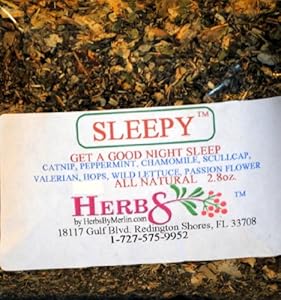 SLEEPY™
GET A GOOD NIGHT SLEEP
CATNIP, PEPPERMINT, CHAMOMILE, SCULLCAP,
VALERIAN, HOPS, WILD LETTUCE, PASSION FLOWER
ALL NATURAL 2.8oz.
HERBS™
by HerbsByMerlin.com
18117 Gulf Blvd. Redington Shores, FL 33708
1-727-575-9952